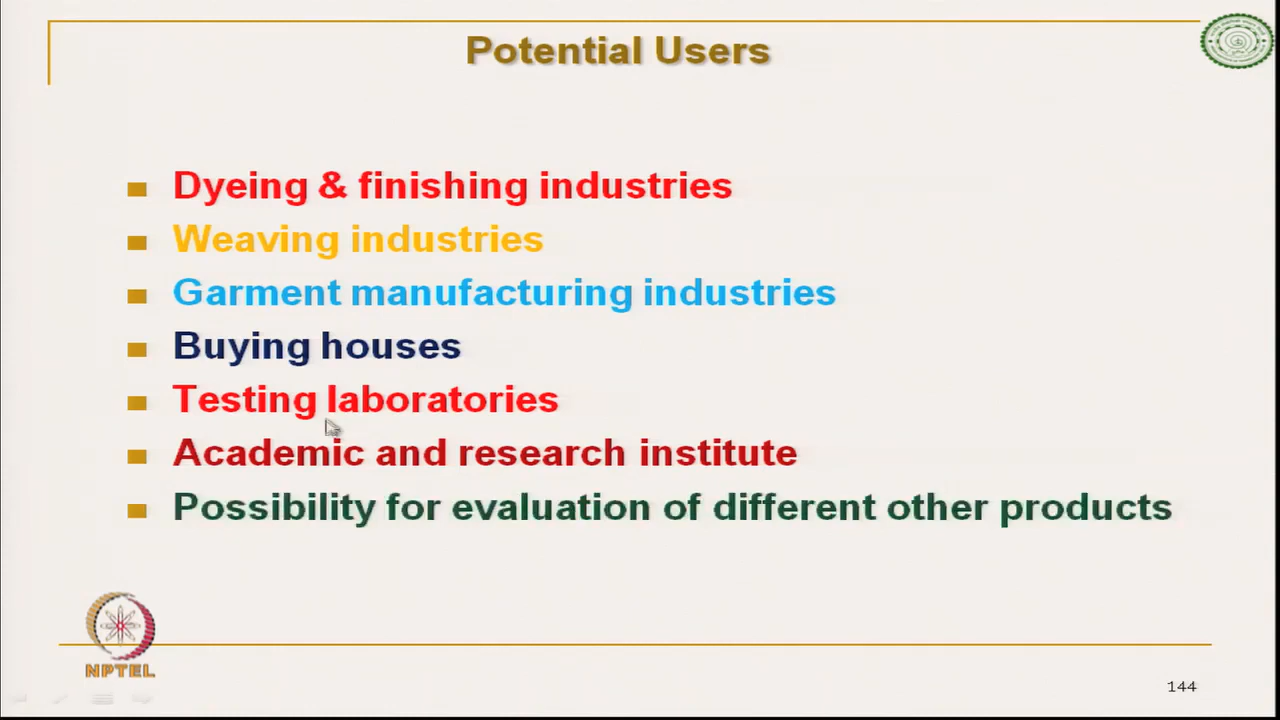 Potential Users
Dyeing & finishing industries
Weaving industries
Garment manufacturing industries
Buying houses
Testing laboratories
Academic and research institute
Possibility for evaluation of different other products
NPTEL
144